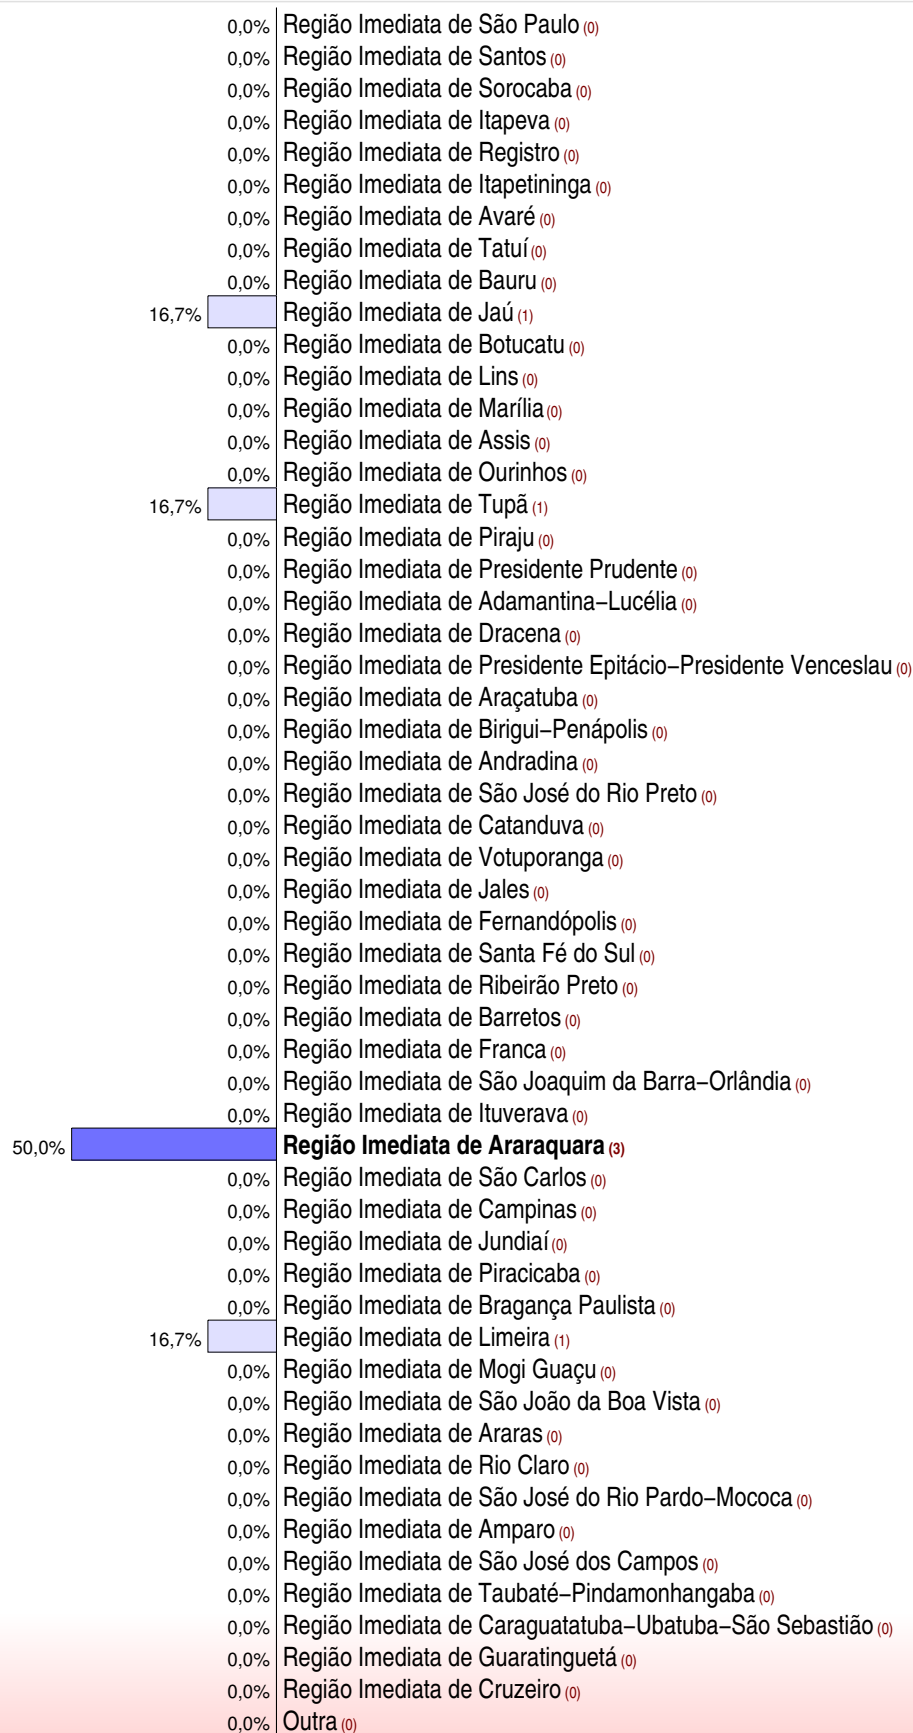 0,0% Região Imediata de São Paulo (0)
0,0% Região Imediata de Santos (0)
0,0% Região Imediata de Sorocaba (0)
0,0% Região Imediata de Itapeva (0)
0,0% Região Imediata de Registro (0)
0,0% Região Imediata de Itapetininga (0)
0,0% Região Imediata de Avaré (0)
0,0% Região Imediata de Tatuí (0)
0,0% Região Imediata de Bauru (0)
16,7% Região Imediata de Jaú (1)
0,0% Região Imediata de Botucatu (0)
0,0% Região Imediata de Lins (0)
0,0% Região Imediata de Marília (0)
0,0% Região Imediata de Assis (0)
0,0% Região Imediata de Ourinhos (0)
16,7% Região Imediata de Tupã (1)
0,0% Região Imediata de Piraju (0)
0,0% Região Imediata de Presidente Prudente (0)
0,0% Região Imediata de Adamantina−Lucélia (0)
0,0% Região Imediata de Dracena (0)
0,0% Região Imediata de Presidente Epitácio−Presidente Venceslau (0)
0,0% Região Imediata de Araçatuba (0)
0,0% Região Imediata de Birigui−Penápolis (0)
0,0% Região Imediata de Andradina (0)
0,0% Região Imediata de São José do Rio Preto (0)
0,0% Região Imediata de Catanduva (0)
0,0% Região Imediata de Votuporanga (0)
0,0% Região Imediata de Jales (0)
0,0% Região Imediata de Fernandópolis (0)
0,0% Região Imediata de Santa Fé do Sul (0)
0,0% Região Imediata de Ribeirão Preto (0)
0,0% Região Imediata de Barretos (0)
0,0% Região Imediata de Franca (0)
0,0% Região Imediata de São Joaquim da Barra−Orlândia (0)
0,0% Região Imediata de Ituverava (0)
50,0% Região Imediata de Araraquara (3)
0,0% Região Imediata de São Carlos (0)
0,0% Região Imediata de Campinas (0)
0,0% Região Imediata de Jundiaí (0)
0,0% Região Imediata de Piracicaba (0)
0,0% Região Imediata de Bragança Paulista (0)
16,7% Região Imediata de Limeira (1)
0,0% Região Imediata de Mogi Guaçu (0)
0,0% Região Imediata de São João da Boa Vista (0)
0,0% Região Imediata de Araras (0)
0,0% Região Imediata de Rio Claro (0)
0,0% Região Imediata de São José do Rio Pardo−Mococa (0)
0,0% Região Imediata de Amparo (0)
0,0% Região Imediata de São José dos Campos (0)
0,0% Região Imediata de Taubaté−Pindamonhangaba (0)
0,0% Região Imediata de Caraguatatuba−Ubatuba−São Sebastião (0)
0,0% Região Imediata de Guaratinguetá (0)
0,0% Região Imediata de Cruzeiro (0)
0,0% Outra (0)